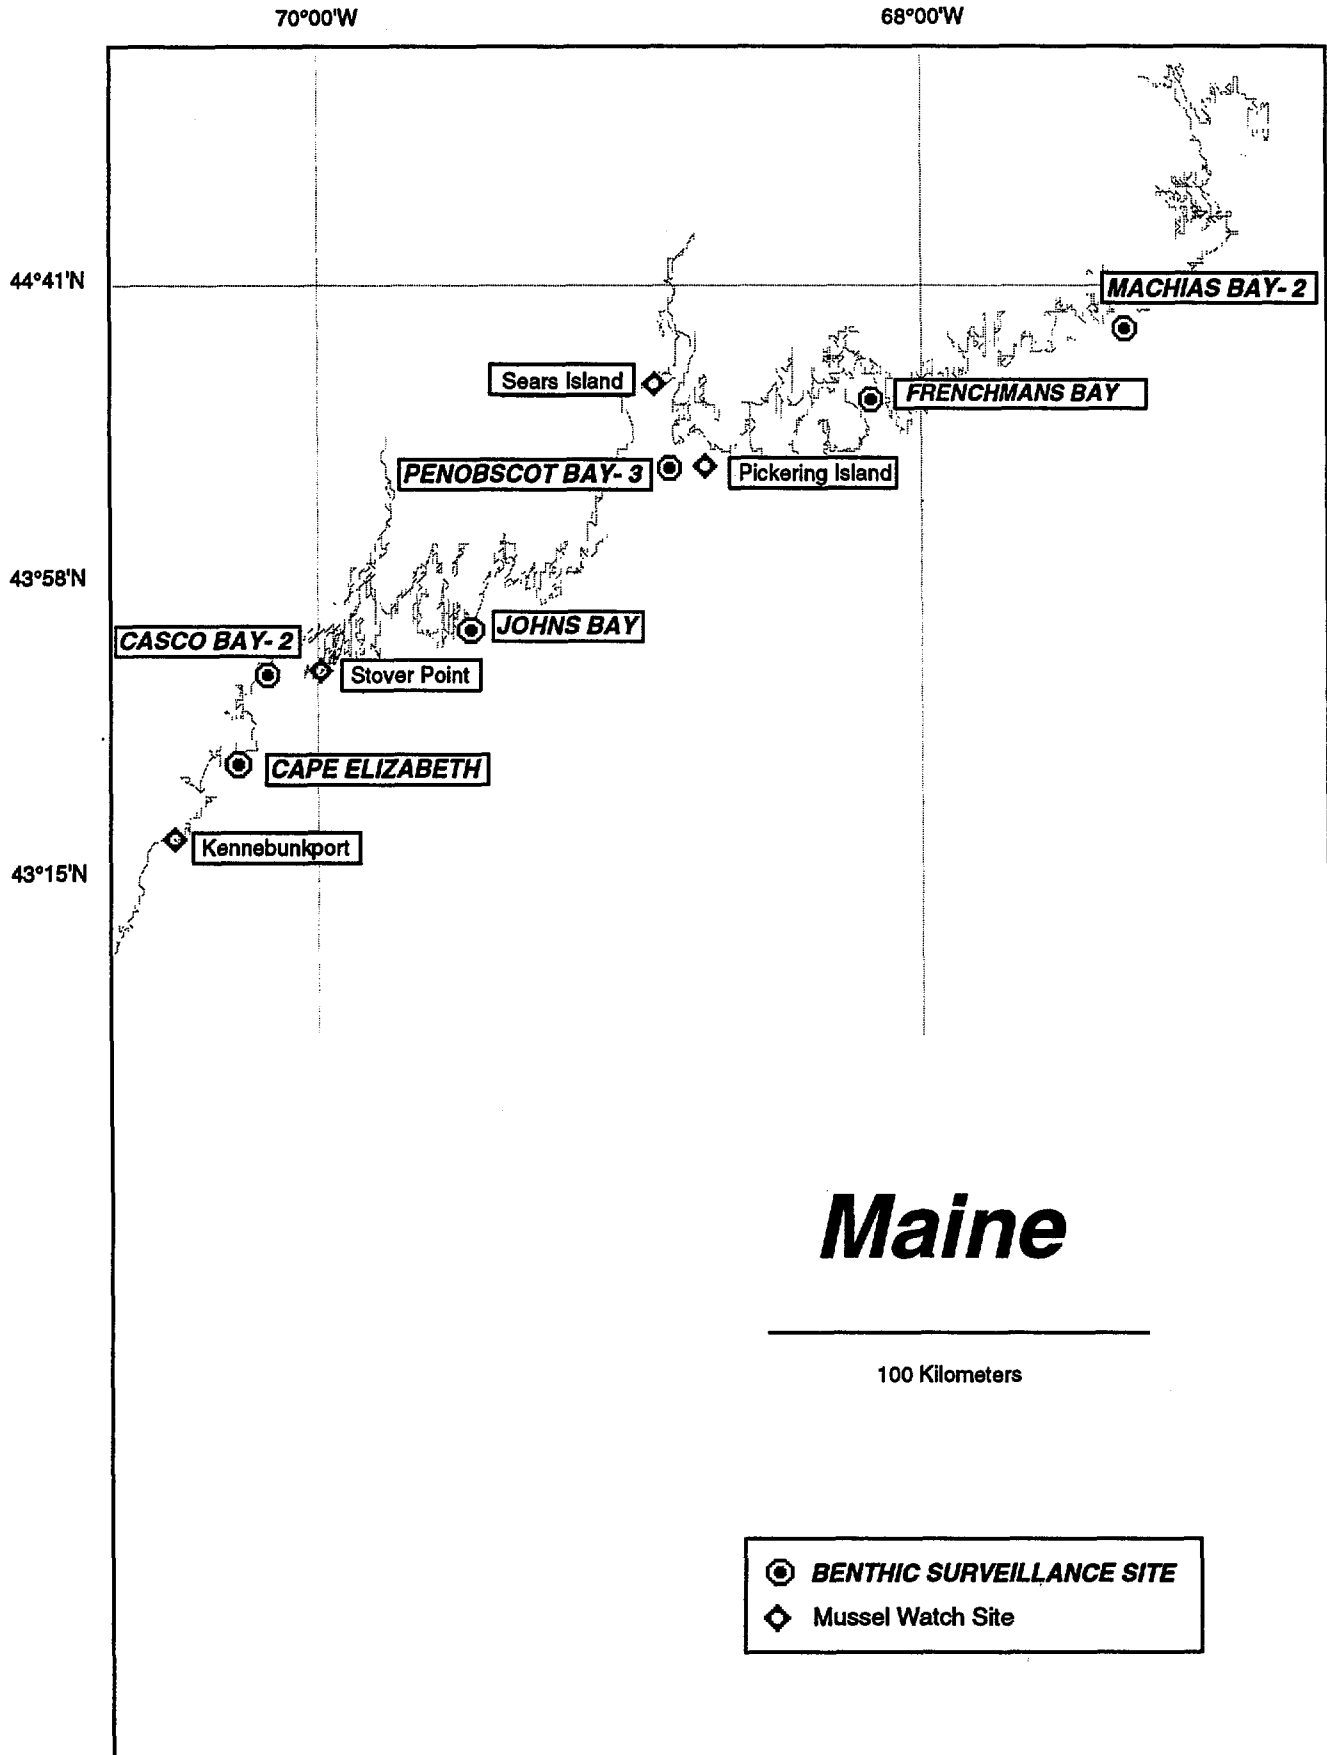 70°00'W
68°00'W
44°41'N
MACHIAS BAY- 2
Sears Island
FRENCHMANS BAY
PENOBSCOT BAY- 3
Pickering Island
43°58'N
JOHNS BAY
CASCO BAY- 2
Stover Point
CAPE ELIZABETH
Kennebunkport
43°15'N
Maine
100 Kilometers
BENTHIC SURVEILLANCE SITE
Mussel Watch Site